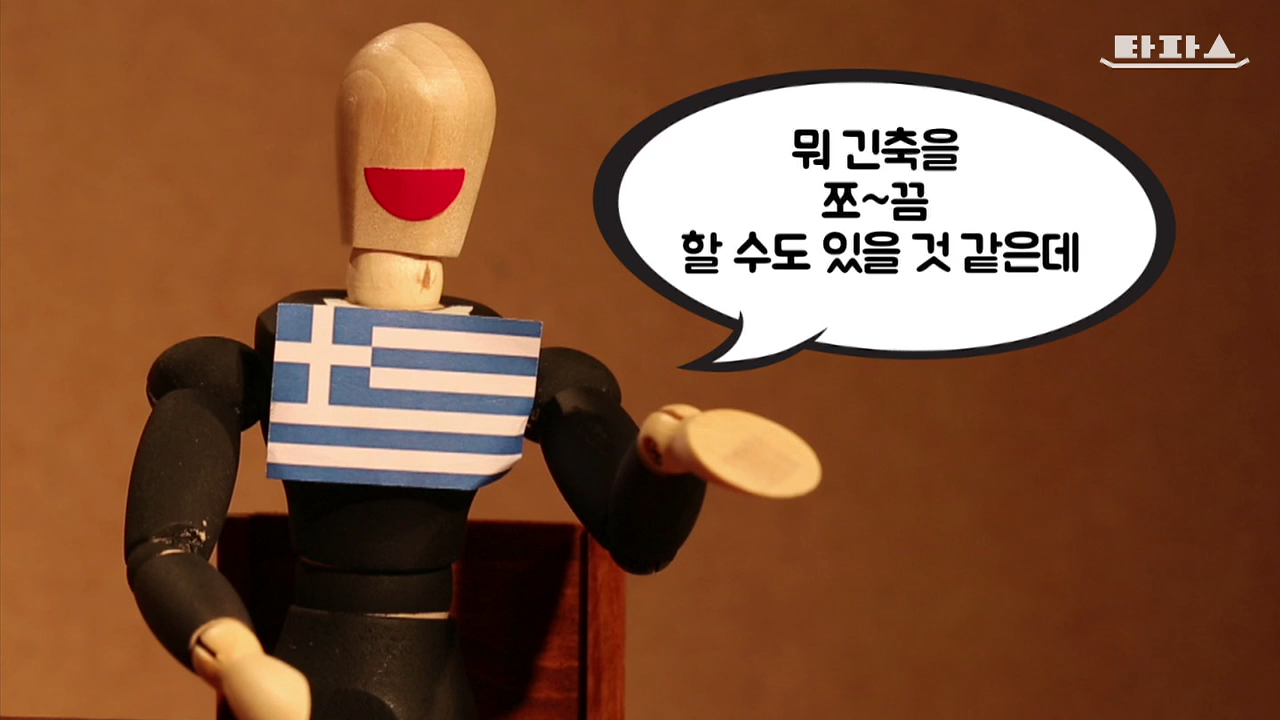 타파스
뭐 긴축을
쪼~끔
할 수도 있을 것 같은데